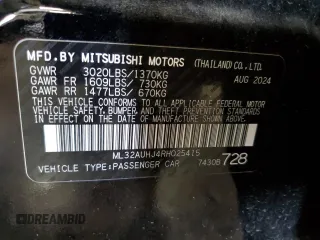 MFD.BY MITSUBISHI MOTORS (THAILAND) CO., LTD.
GVWR 3020LBS/1370KG AUG 2024
GAWR FR 1609LBS/ 730KG
GAWR RR 1477LBS/ 670KG
THIS VEHICLE CONFORMS TO ALL APPLICABLE
FEDERAL MOTOR VEHICLE SAFETY, BUMPER
AND THEFT PREVENTION STANDARDS IN EFFECT
ON THE DATE OF MANUFACTURE SHOWN ABOVE.
ML32AUHJ4RH025415
VEHICLE TYPE:PASSENGER CAR 7430B 728
DREAMBID